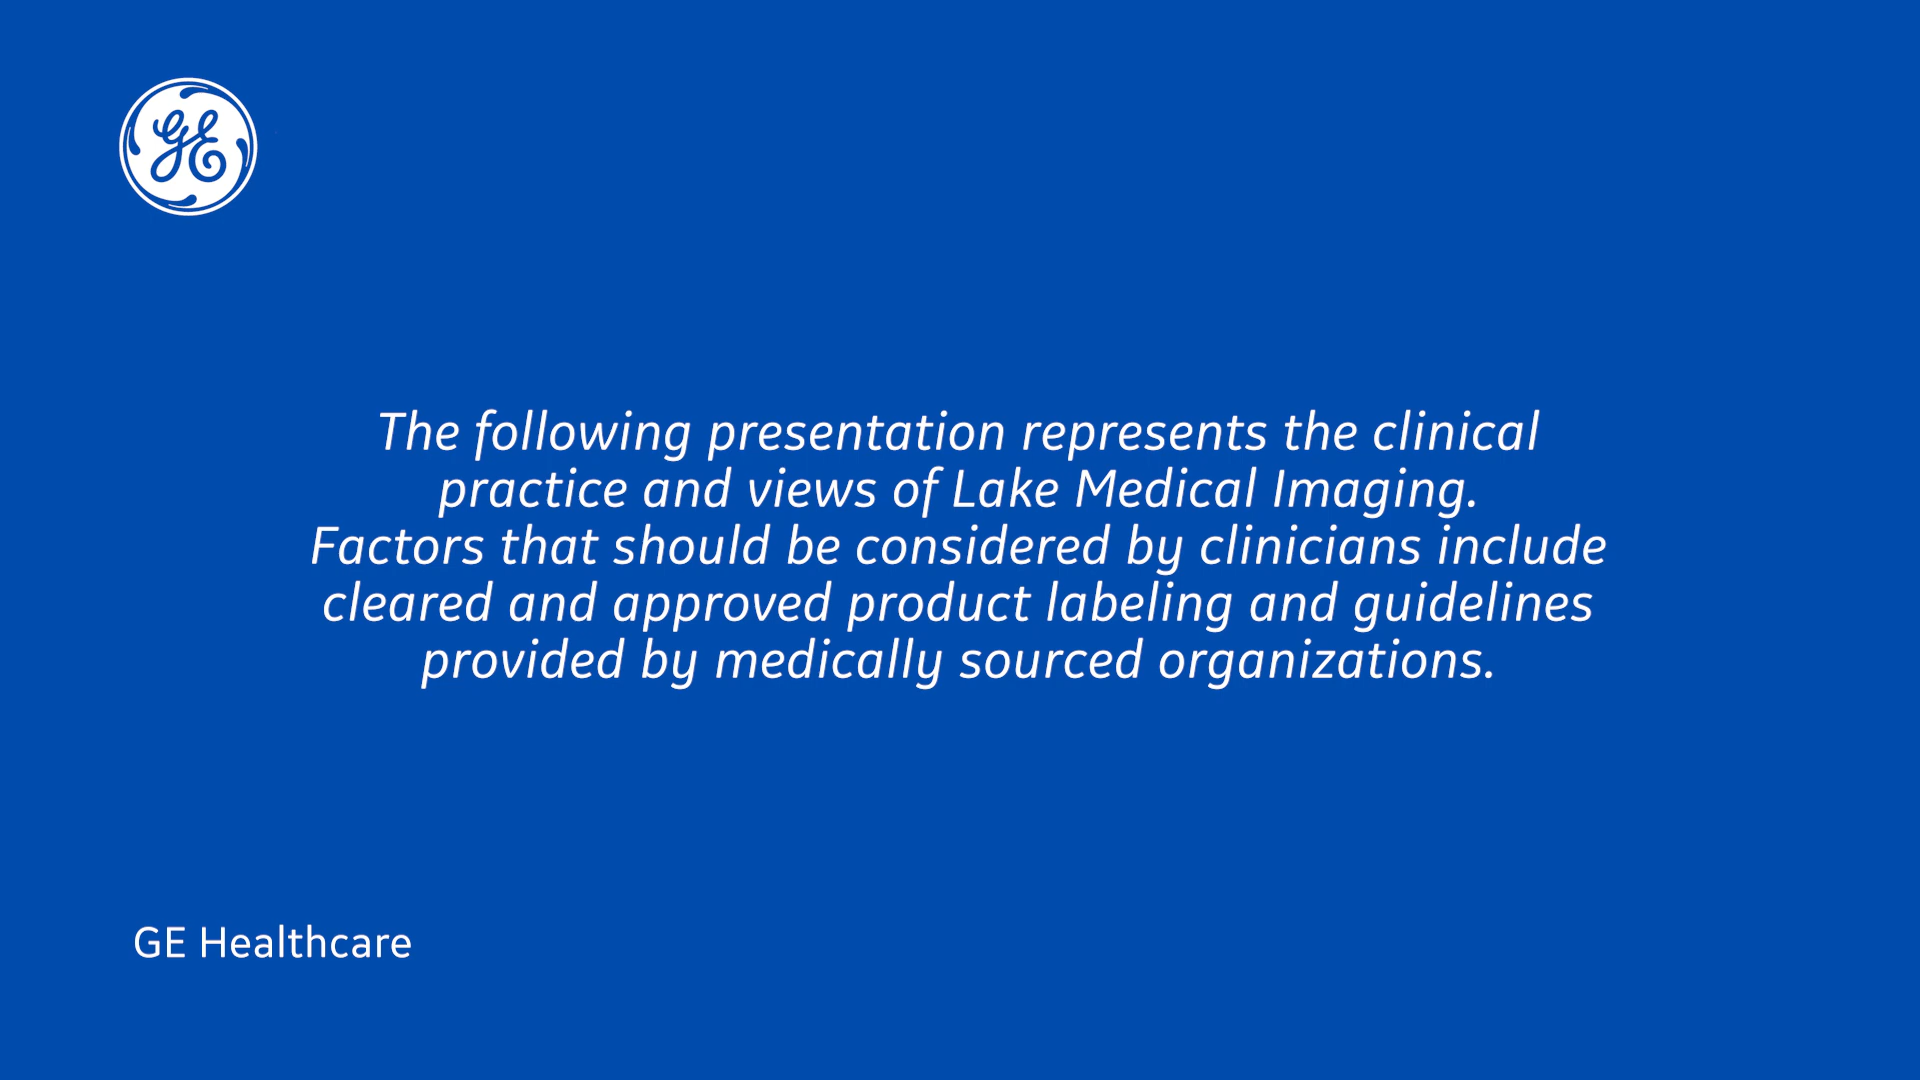 GE
The following presentation represents the clinical
practice and views of Lake Medical Imaging.
Factors that should be considered by clinicians include
cleared and approved product labeling and guidelines
provided by medically sourced organizations.
GE Healthcare